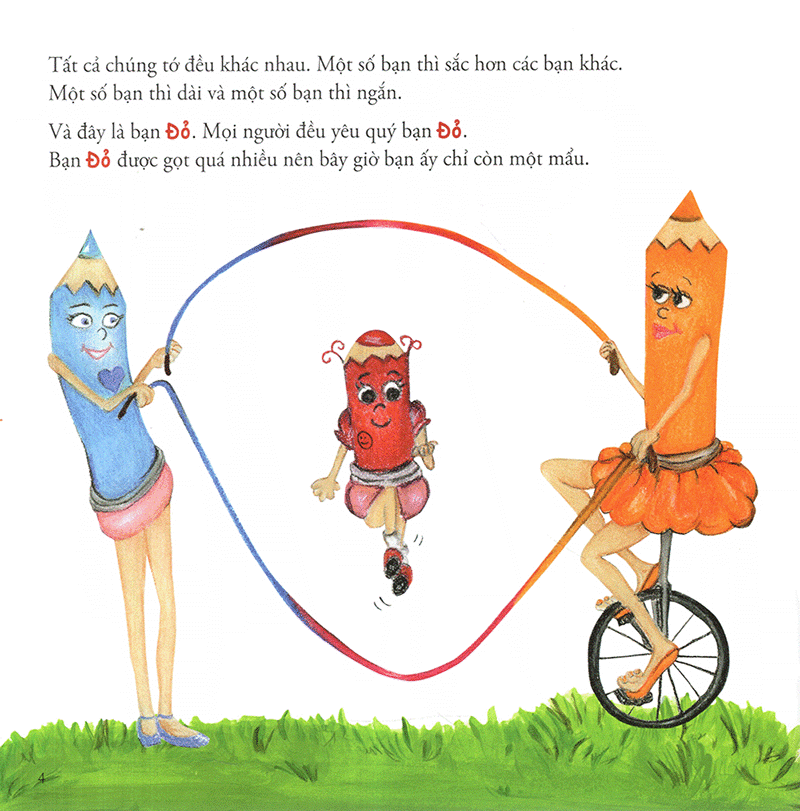 Tất cả chúng tớ đều khác nhau. Một số bạn thì sắc hơn các bạn khác.
Một số bạn thì dài và một số bạn thì ngắn.
Và đây là bạn Đỏ. Mọi người đều yêu quý bạn Đỏ.
Bạn Đỏ được gọt quá nhiều nên bây giờ bạn ấy chỉ còn một mẩu.
4